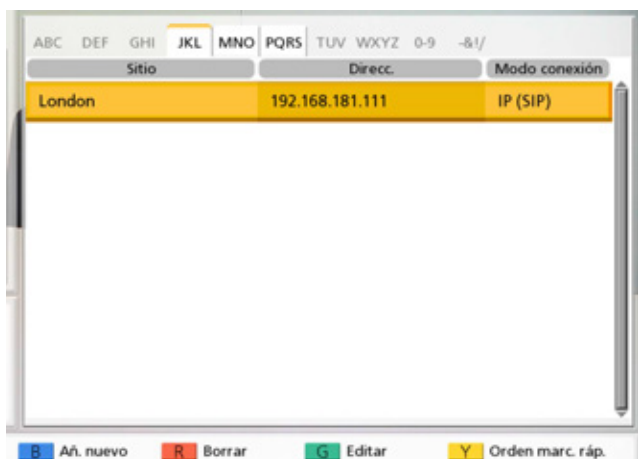 ABC DEF GHI JKL MNO PQRS TUV WXYZ 0-9 -&!/
Sitio Direcc. Modo conexión
London 192.168.181.111 IP (SIP)
B Añ. nuevo R Borrar G Editar Y Orden marc. ráp.